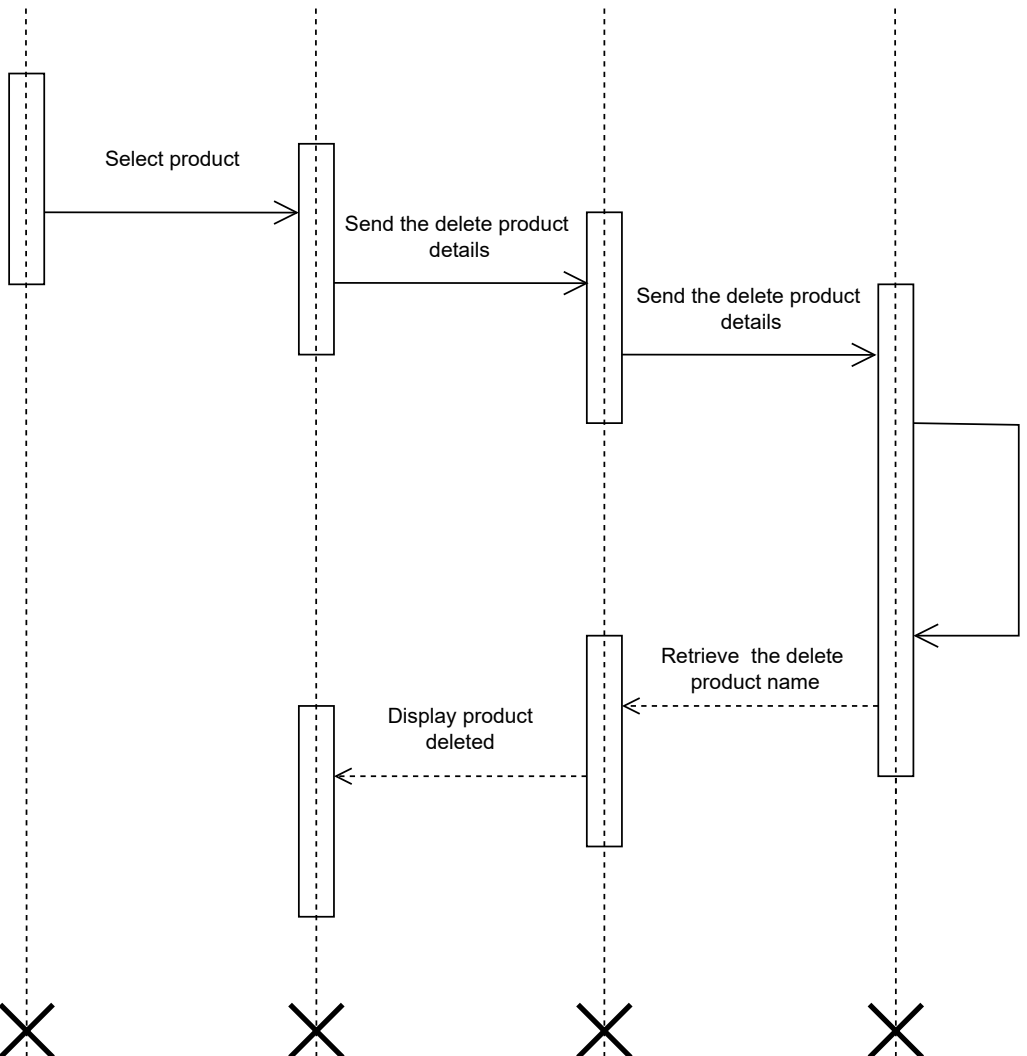 Select product
Send the delete product
details
Send the delete product
details
Retrieve  the delete
product name
Display product
deleted